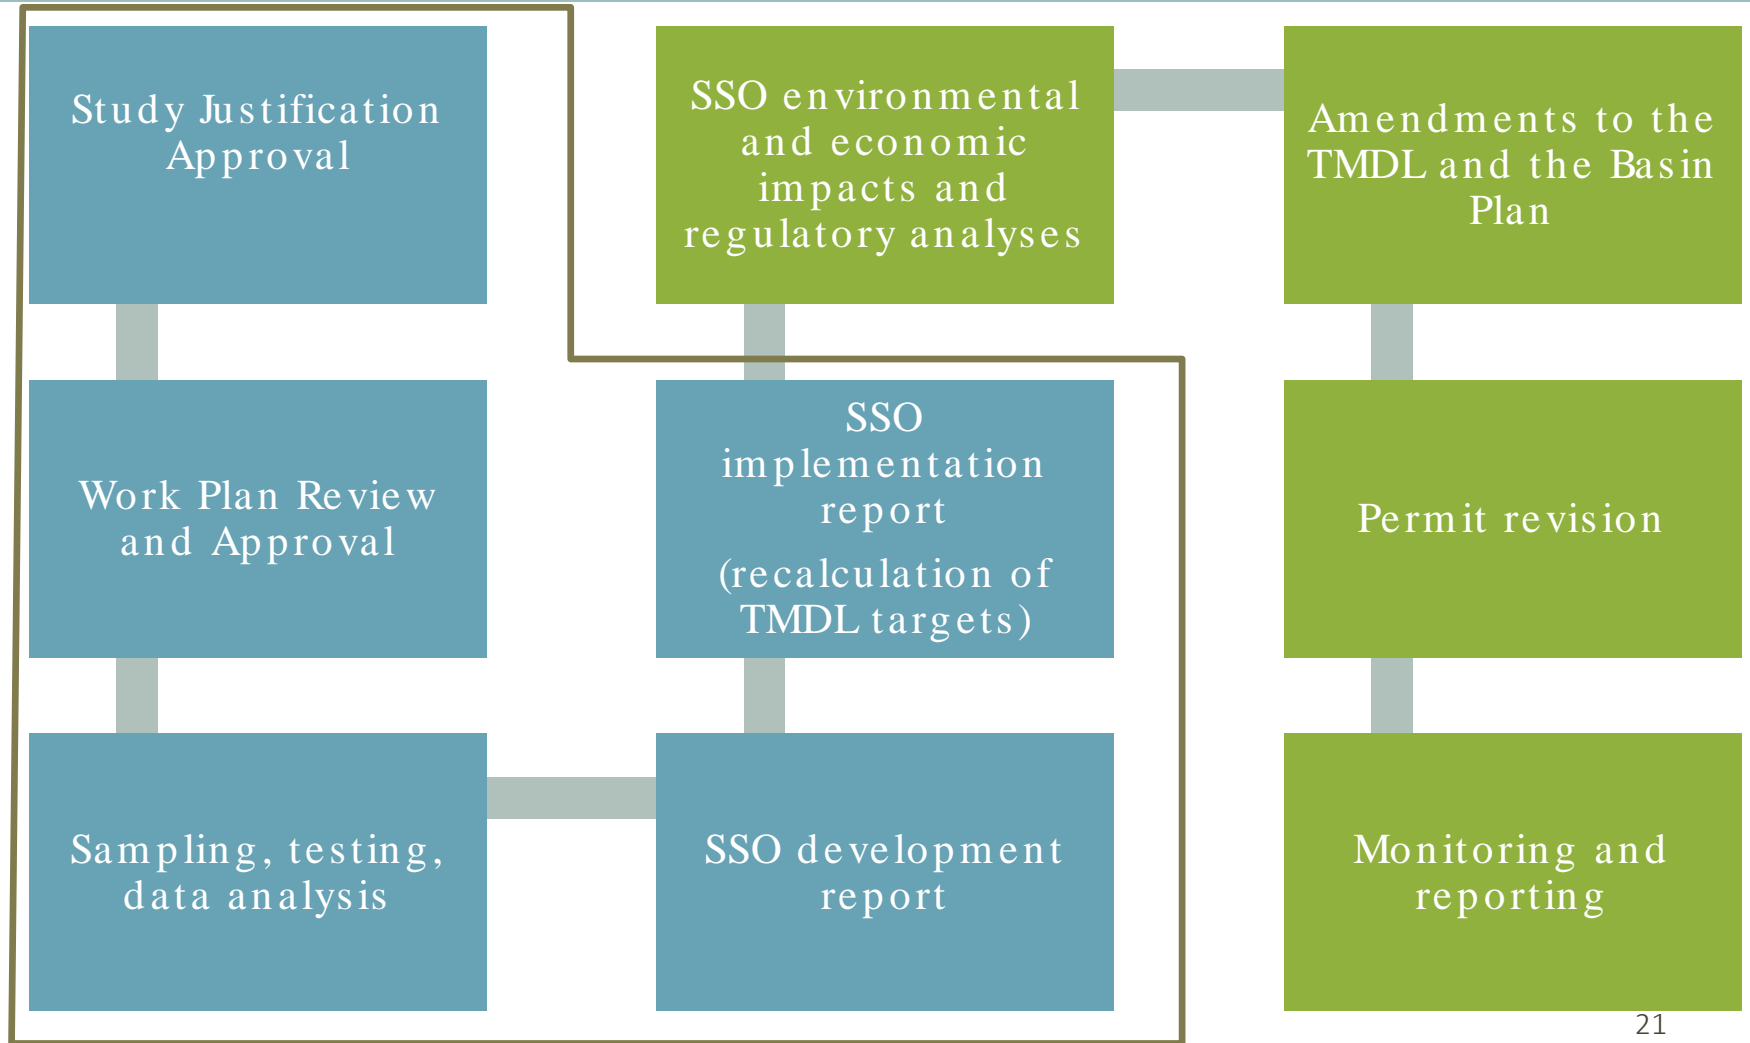 Study Justification
Approval
Work Plan Review
and Approval
Sampling, testing,
data analysis
SSO development
report
SSO
implementation
report
(recalculation of
TMDL targets)
SSO environmental
and economic
impacts and
regulatory analyses
Amendments to the
TMDL and the Basin
Plan
Permit revision
Monitoring and
reporting
21